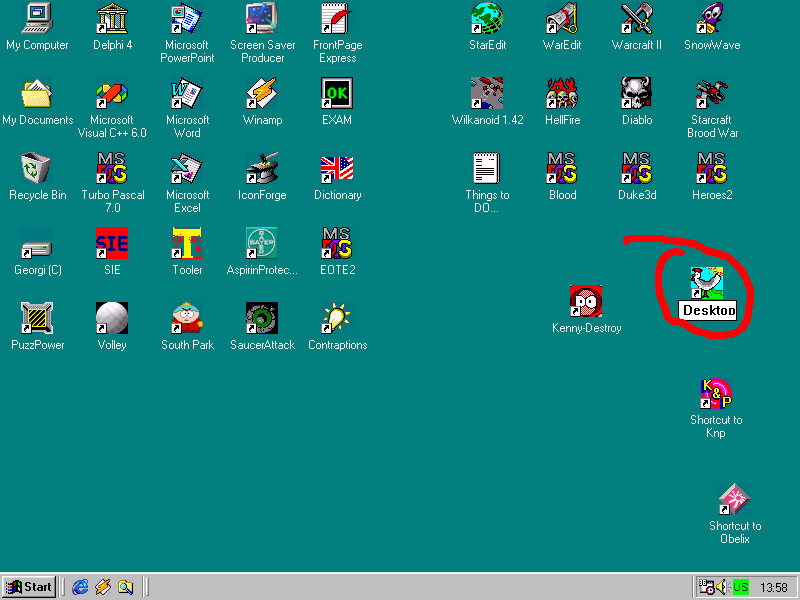 My Computer
Delphi 4
Microsoft
PowerPoint
Screen Saver
Producer
FrontPage
Express
StarEdit
WarEdit
Warcraft II
SnowWave
My Documents
Microsoft
Visual C++ 6.0
Microsoft
Word
Winamp
OK
EXAM
Wilkanoid 1.42
HellFire
Diablo
Starcraft
Brood War
Recycle Bin
MS
DOS
Turbo Pascal
7.0
Microsoft
Excel
IconForge
Dictionary
Things to
DO...
MS
DOS
Blood
MS
DOS
Duke3d
MS
DOS
Heroes2
Georgi (C)
SIE
SIE
T
Tooler
BAYER
AspirinProtec...
MS
DOS
EOTE2
Desktop
Kenny-Destroy
PuzzPower
Volley
South Park
SaucerAttack
Contraptions
K&P
Shortcut to
Knp
Shortcut to
Obelix
Start
US
13:58